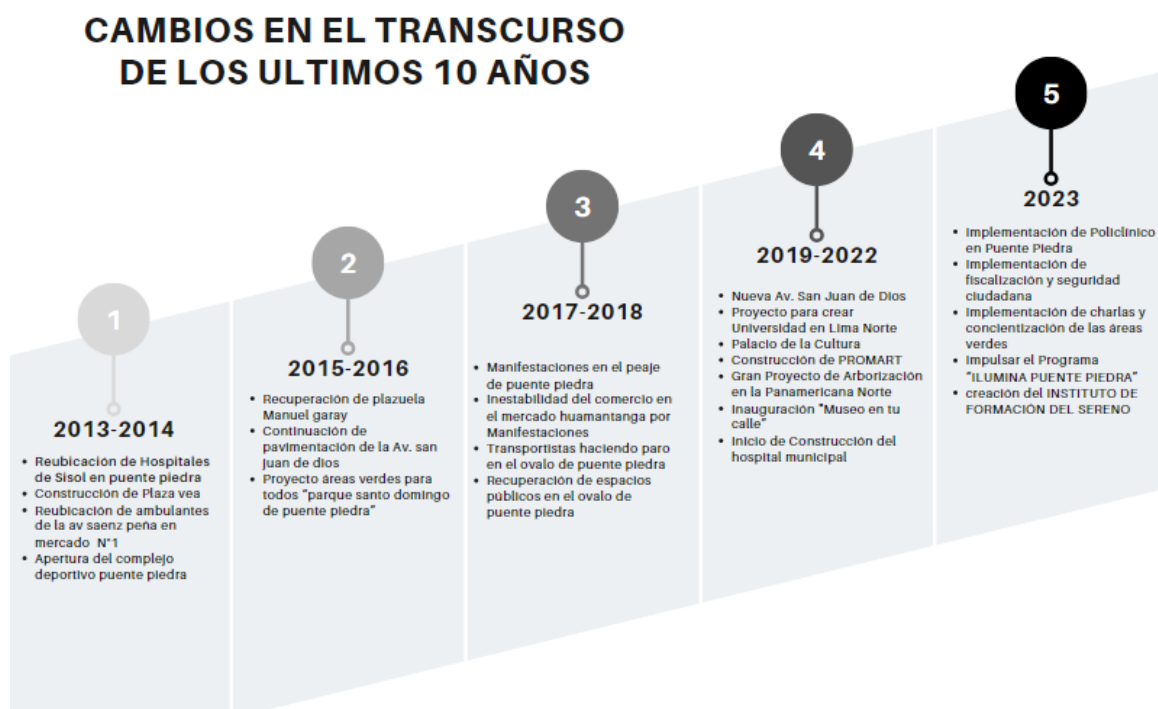 CAMBIOS EN EL TRANSCURSO
DE LOS ULTIMOS 10 AÑOS
1
2013-2014
• Reubicación de Hospitales
de Sisol en puente piedra
• Construcción de Plaza vea
• Reubicación de ambulantes
de la av saenz peña en
mercado N°1
• Apertura del complejo
deportivo puente piedra
2
2015-2016
• Recuperación de plazuela
Manuel garay
• Continuación de
pavimentación de la Av. san
juan de dios
• Proyecto áreas verdes para
todos "parque santo domingo
de puente piedra"
3
2017-2018
• Manifestaciones en el peaje
de puente piedra
• Inestabilidad del comercio en
el mercado huamantanga por
Manifestaciones
• Transportistas haciendo paro
en el ovalo de puente piedra
• Recuperación de espacios
públicos en el ovalo de
puente piedra
4
2019-2022
• Nueva Av. San Juan de Dios
• Proyecto para crear
Universidad en Lima Norte
• Palacio de la Cultura
• Construcción de PROMART
• Gran Proyecto de Arborización
en la Panamericana Norte
• Inauguración "Museo en tu
calle"
• Inicio de Construcción del
hospital municipal
5
2023
• Implementación de Policlínico
en Puente Piedra
• Implementación de
fiscalización y seguridad
ciudadana
• Implementación de charlas y
concientización de las áreas
verdes
• Impulsar el Programa
"ILUMINA PUENTE PIEDRA"
• creación del INSTITUTO DE
FORMACIÓN DEL SERENO